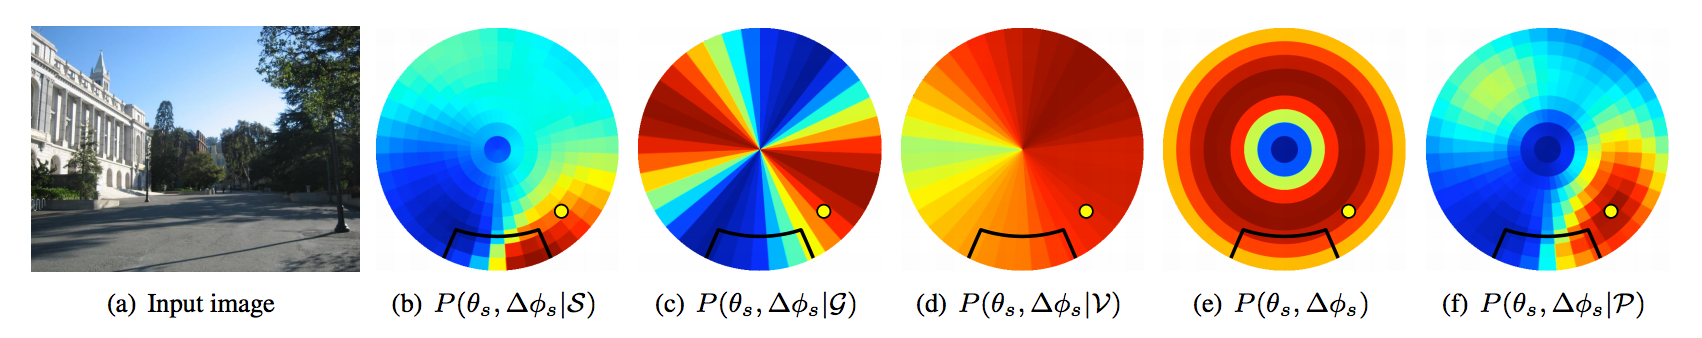 (a) Input image (b) P(θₛ, Δϕₛ|𝒮) (c) P(θₛ, Δϕₛ|𝒢) (d) P(θₛ, Δϕₛ|𝒱) (e) P(θₛ, Δϕₛ) (f) P(θₛ, Δϕₛ|𝒫)